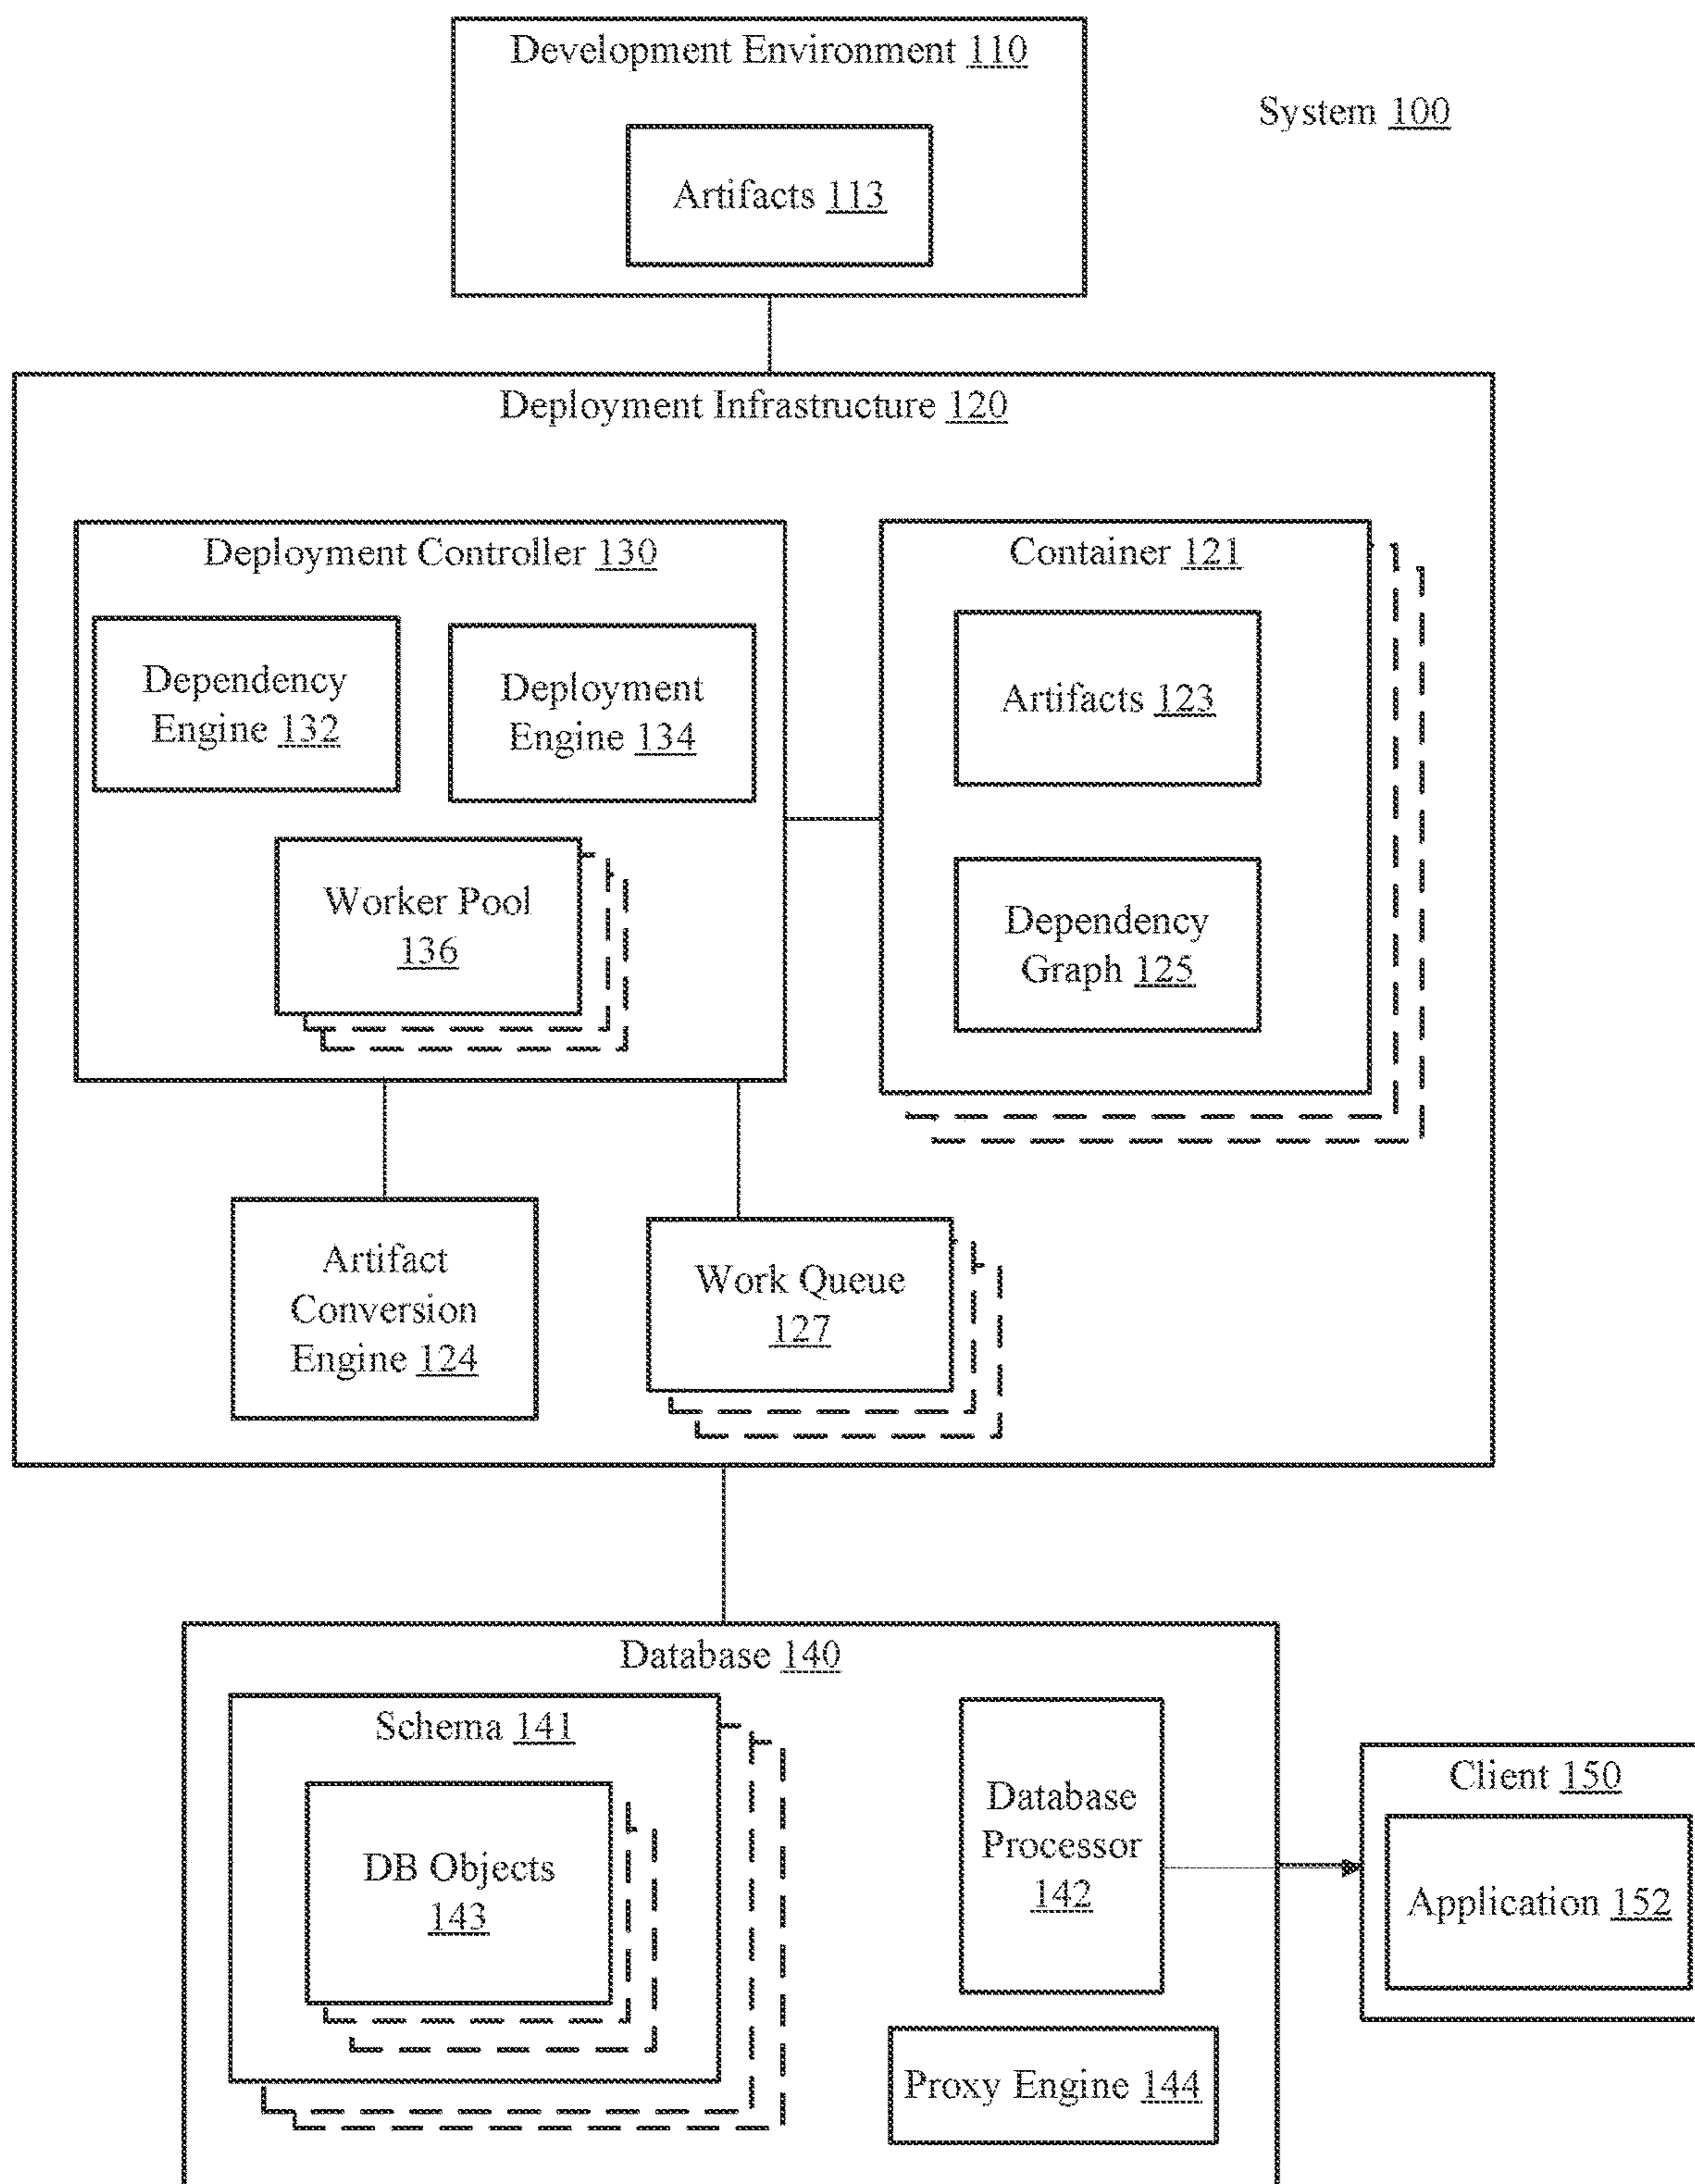 Development Environment 110
System 100
Artifacts 113
Deployment Infrastructure 120
Deployment Controller 130
Container 121
Dependency
Engine 132
Deployment
Engine 134
Artifacts 123
Worker Pool
136
Dependency
Graph 125
Artifact
Conversion
Engine 124
Work Queue
127
Database 140
Schema 141
DB Objects
143
Database
Processor
142
Client 150
Application 152
Proxy Engine 144